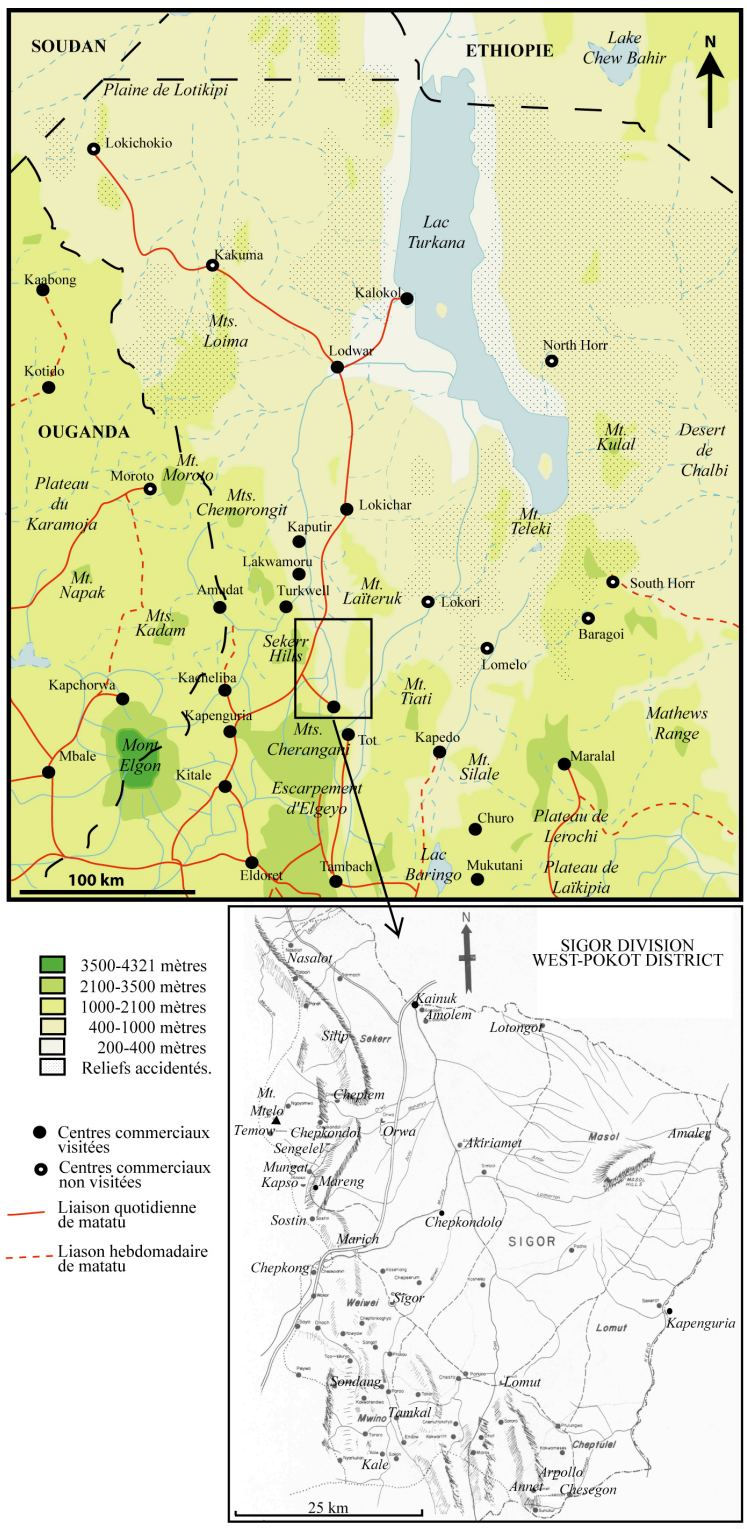 SOUDAN
ETHIOPIE
Lake
Chew Bahir
N
Plaine de Lotikipi
Lokichokio
Lac
Turkana
Kakuma
Kaabong
Kalokol
Mts.
Loima
North Horr
Lodwar
Kotido
OUGANDA
Mt.
Kulal
Desert
de
Chalbi
Mt.
Moroto
Moroto
Plateau
du
Karamoja
Mts.
Chemorongit
Lokichar
Mt.
Teleki
Kaputir
Lakwamoru
Mt.
Napak
Amudat
Turkwell
Mt.
Laïteruk
Lokori
South Horr
Mts.
Kadam
Baragoi
Sekerr
Hills
Lomelo
Kacheliba
Kapchorwa
Mt.
Tiati
Mathews
Range
Kapenguria
Mts.
Cherangani
Tot
Kapedo
Mont
Elgon
Mbale
Mt.
Silale
Maralal
Kitale
Escarpement
d'Elgeyo
Churo
Plateau de
Lerochi
Lac
Baringo
Mukutani
Plateau de
Laïkipia
Eldoret
Tambach
100 km
3500-4321 mètres
2100-3500 mètres
1000-2100 mètres
400-1000 mètres
200-400 mètres
Reliefs accidentés.
Centres commerciaux
visitées
Centres commerciaux
non visitées
Liaison quotidienne
de matatu
Liason hebdomadaire
de matatu
N
SIGOR DIVISION
WEST-POKOT DISTRICT
Nasalot
Kainuk
Amolem
Lotongot
Silip
Sekerr
Mt.
Mtelo
Cheptem
Temow
Chepkondol
Orwa
Orwa
Sengelel
Akiriamet
Masol
Amaler
Mungat
Kapso
Mareng
MASOL
HILLS
Sostin
Chepkondolo
Marich
SIGOR
Chepkong
Weiwei
Sigor
Kapenguria
Lomut
Sondang
Lomut
Mwino
Tamkal
Cheptulel
Kale
Arpollo
Annet
Chesegon
25 km